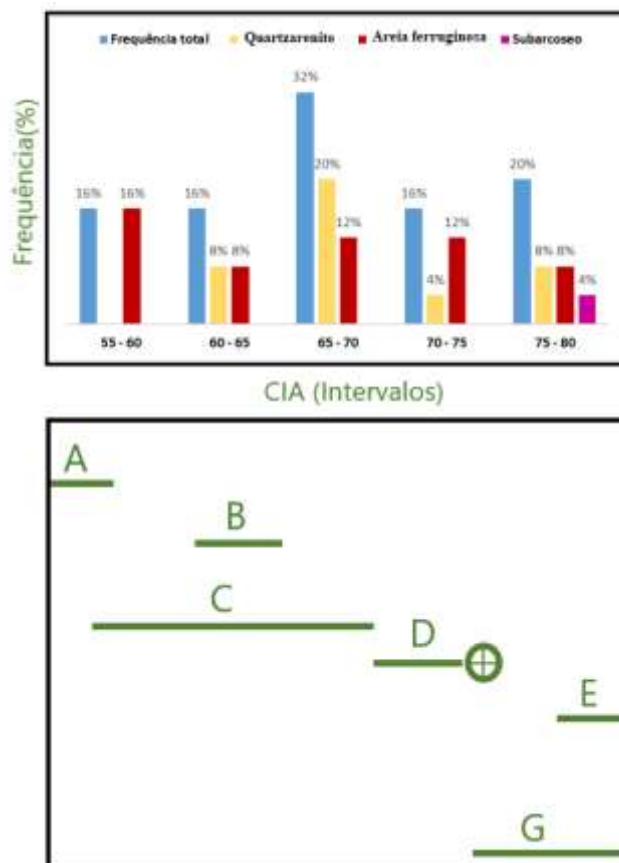 Frequência total Quartzarenito Areia ferruginosa Subarcoseo
Frequência(%)
32%
20%
20%
16% 16% 16% 16%
12% 12%
8% 8% 8% 8%
4% 4%
55 - 60 60 - 65 65 - 70 70 - 75 75 - 80
CIA (Intervalos)
A
B
C
D
E
G